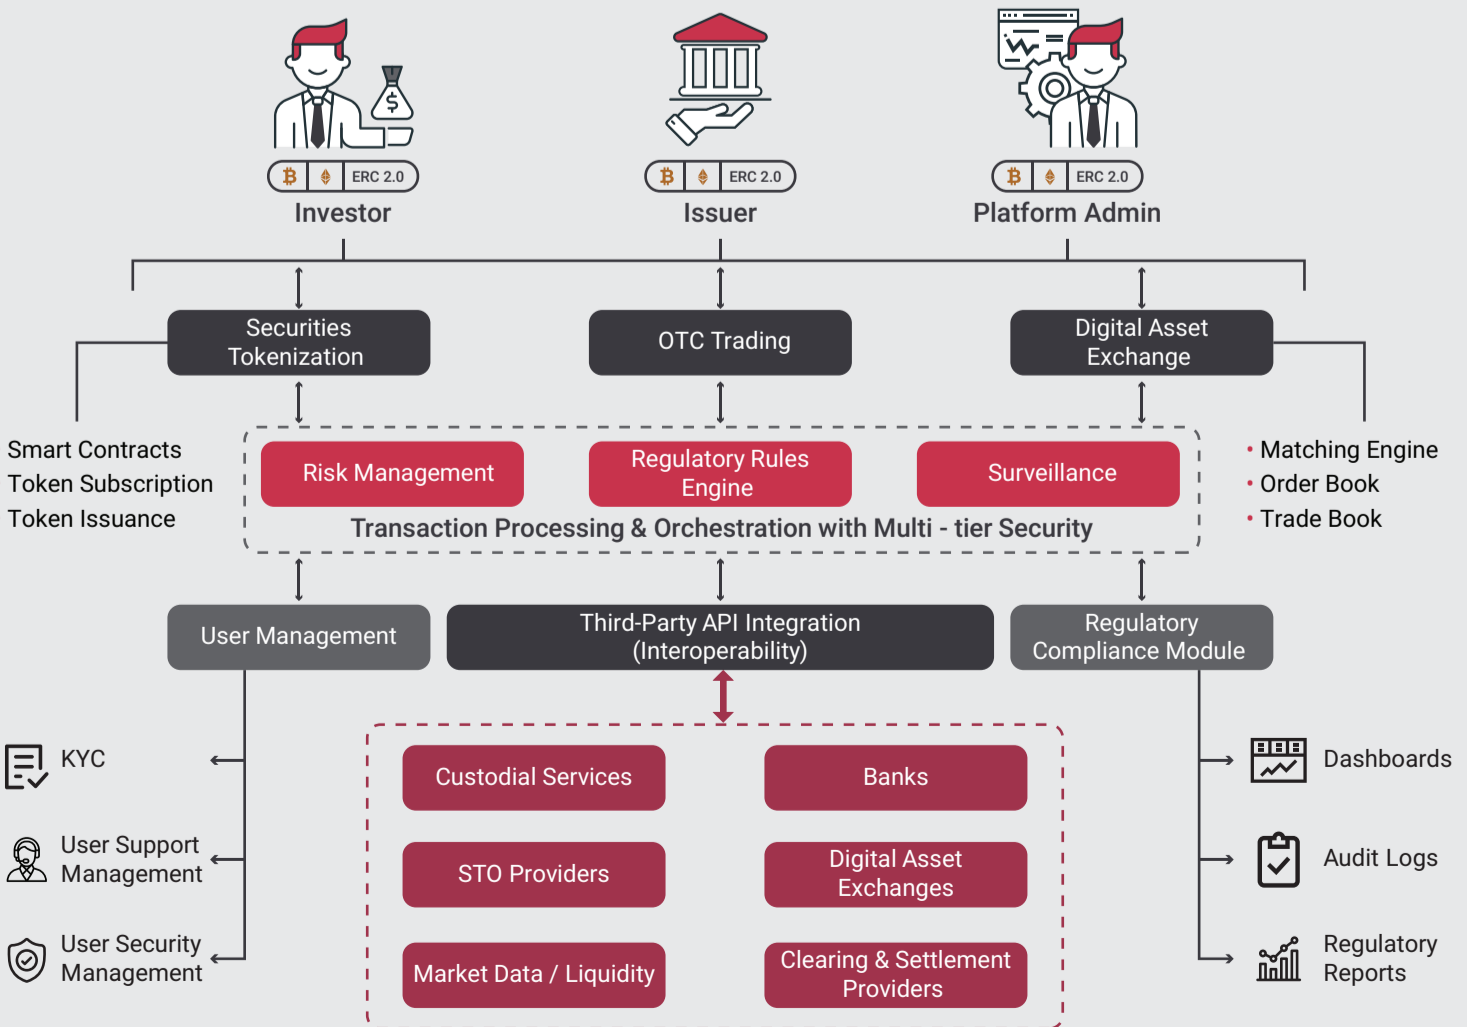 $
ERC 2.0
ERC 2.0
ERC 2.0
Investor
Issuer
Platform Admin
Securities
Tokenization
OTC Trading
Digital Asset
Exchange
Smart Contracts
Token Subscription
Token Issuance
Risk Management
Regulatory Rules
Engine
Surveillance
Transaction Processing & Orchestration with Multi - tier Security
• Matching Engine
• Order Book
• Trade Book
User Management
Third-Party API Integration
(Interoperability)
Regulatory
Compliance Module
KYC
User Support
Management
User Security
Management
Custodial Services
Banks
STO Providers
Digital Asset
Exchanges
Market Data / Liquidity
Clearing & Settlement
Providers
Dashboards
Audit Logs
Regulatory
Reports